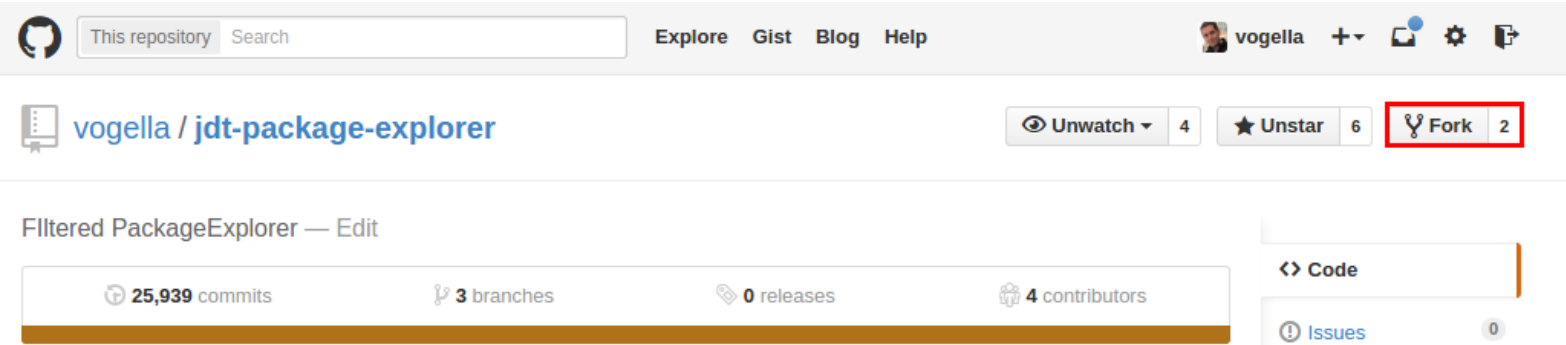 This repository Search Explore Gist Blog Help vogella
vogella / jdt-package-explorer Unwatch 4 Unstar 6 Fork 2
FIltered PackageExplorer — Edit
<> Code
25,939 commits 3 branches 0 releases 4 contributors
Issues 0